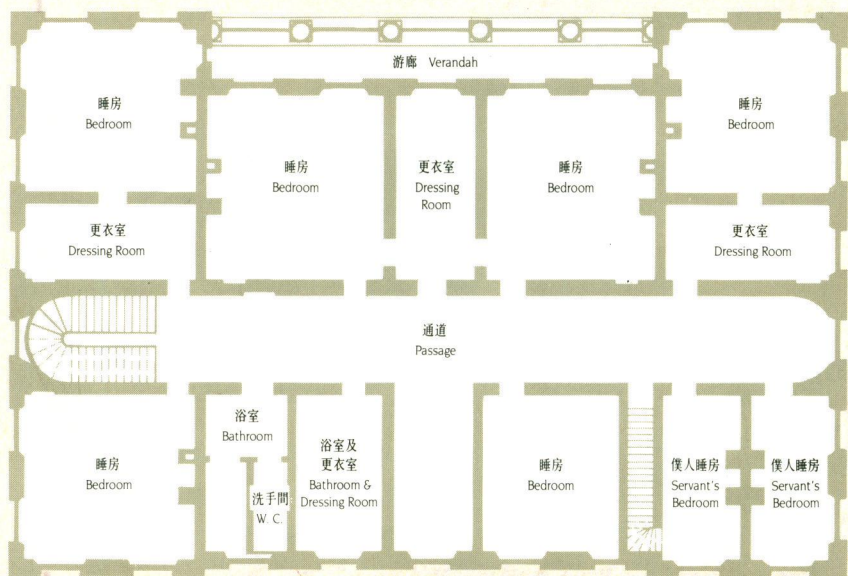 游廊 Verandah
睡房
Bedroom
睡房
Bedroom
更衣室
Dressing
Room
睡房
Bedroom
睡房
Bedroom
更衣室
Dressing Room
更衣室
Dressing Room
通道
Passage
睡房
Bedroom
浴室
Bathroom
洗手間
W. C.
浴室及
更衣室
Bathroom &
Dressing Room
睡房
Bedroom
僕人睡房
Servant's
Bedroom
僕人睡房
Servant's
Bedroom